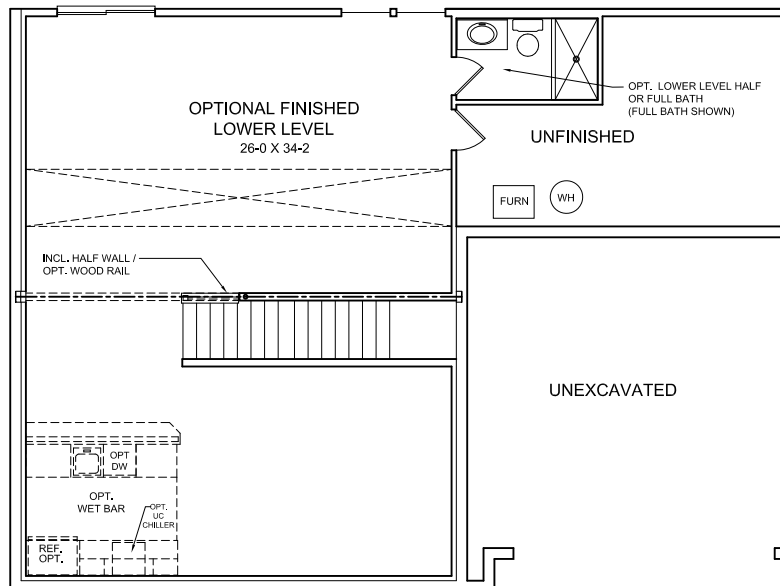 OPTIONAL FINISHED
LOWER LEVEL
26-0 X 34-2
OPT. LOWER LEVEL HALF
OR FULL BATH
(FULL BATH SHOWN)
UNFINISHED
FURN
WH
INCL. HALF WALL /
OPT. WOOD RAIL
UNEXCAVATED
OPT
DW
OPT.
WET BAR
OPT.
UC
CHILLER
REF.
OPT.